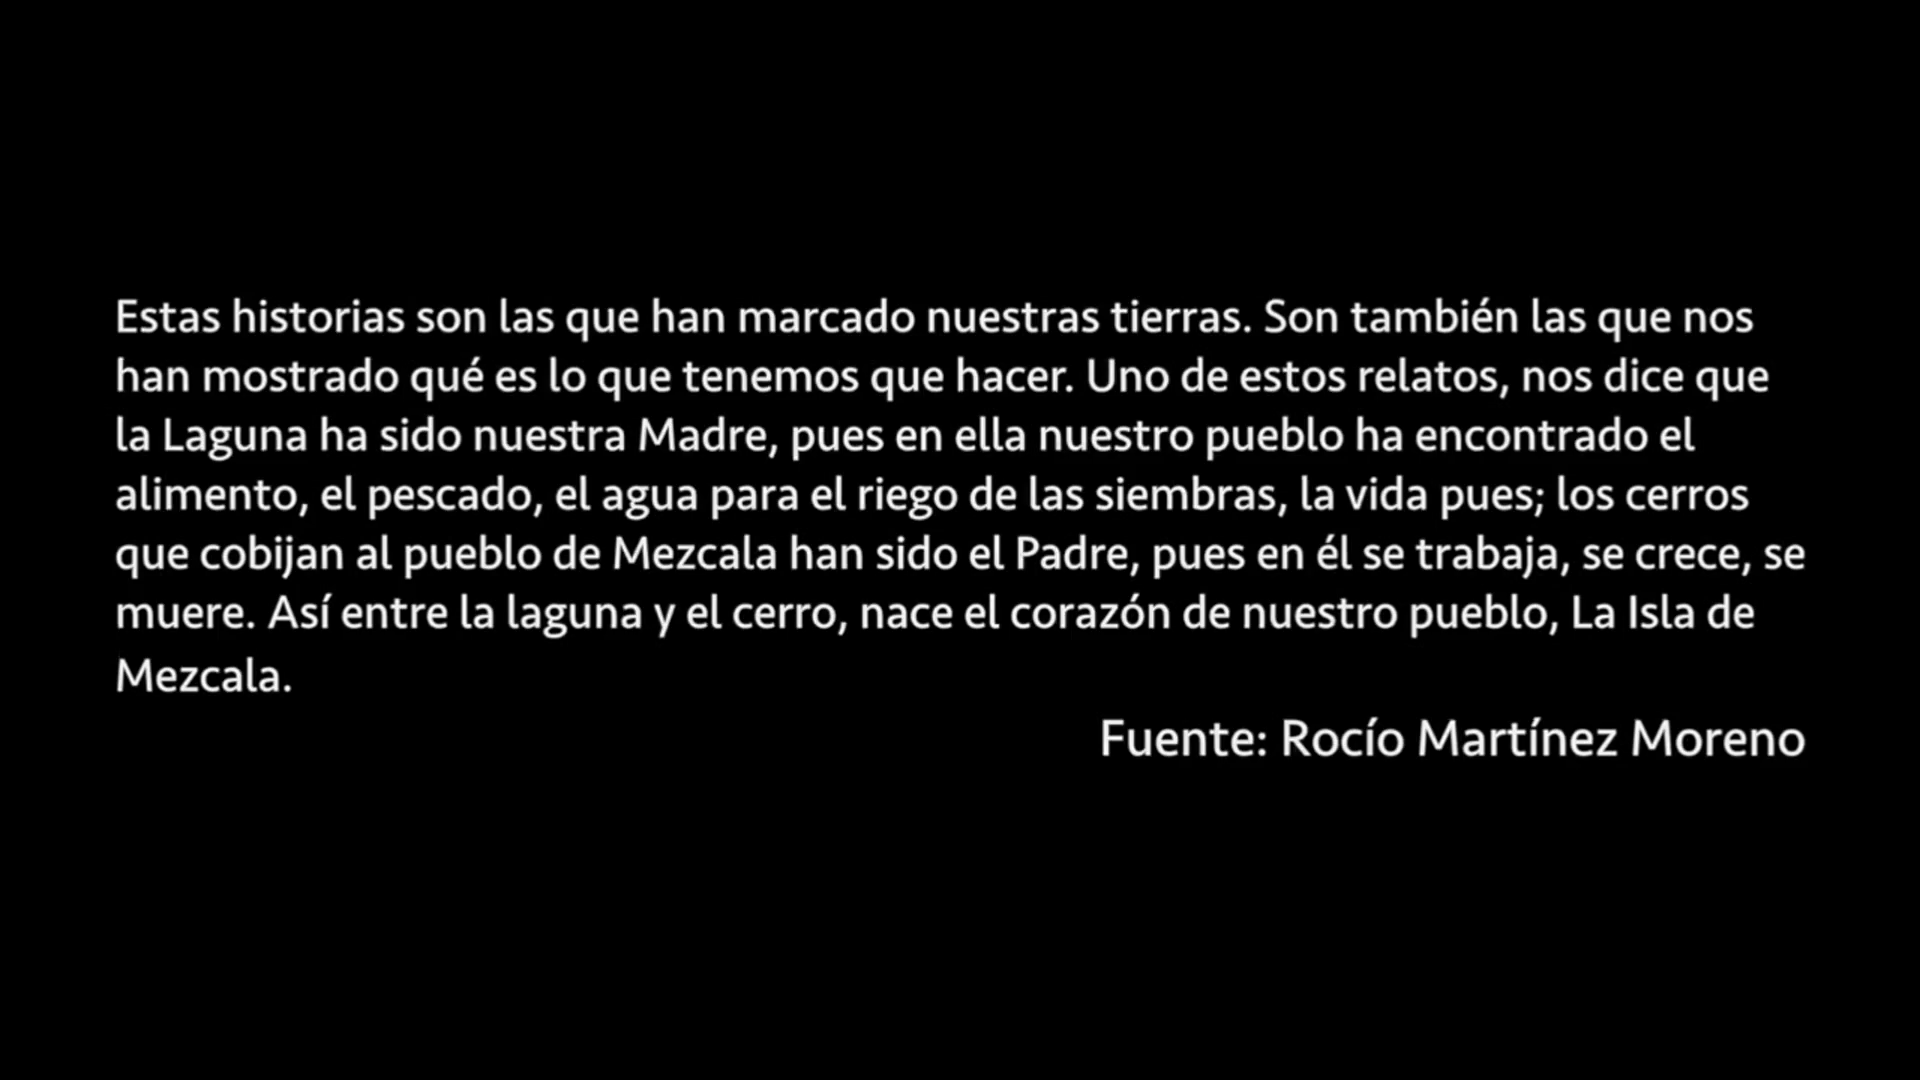 Estas historias son las que han marcado nuestras tierras. Son también las que nos
han mostrado qué es lo que tenemos que hacer. Uno de estos relatos, nos dice que
la Laguna ha sido nuestra Madre, pues en ella nuestro pueblo ha encontrado el
alimento, el pescado, el agua para el riego de las siembras, la vida pues; los cerros
que cobijan al pueblo de Mezcala han sido el Padre, pues en él se trabaja, se crece, se
muere. Así entre la laguna y el cerro, nace el corazón de nuestro pueblo, La Isla de
Mezcala.
Fuente: Rocío Martínez Moreno